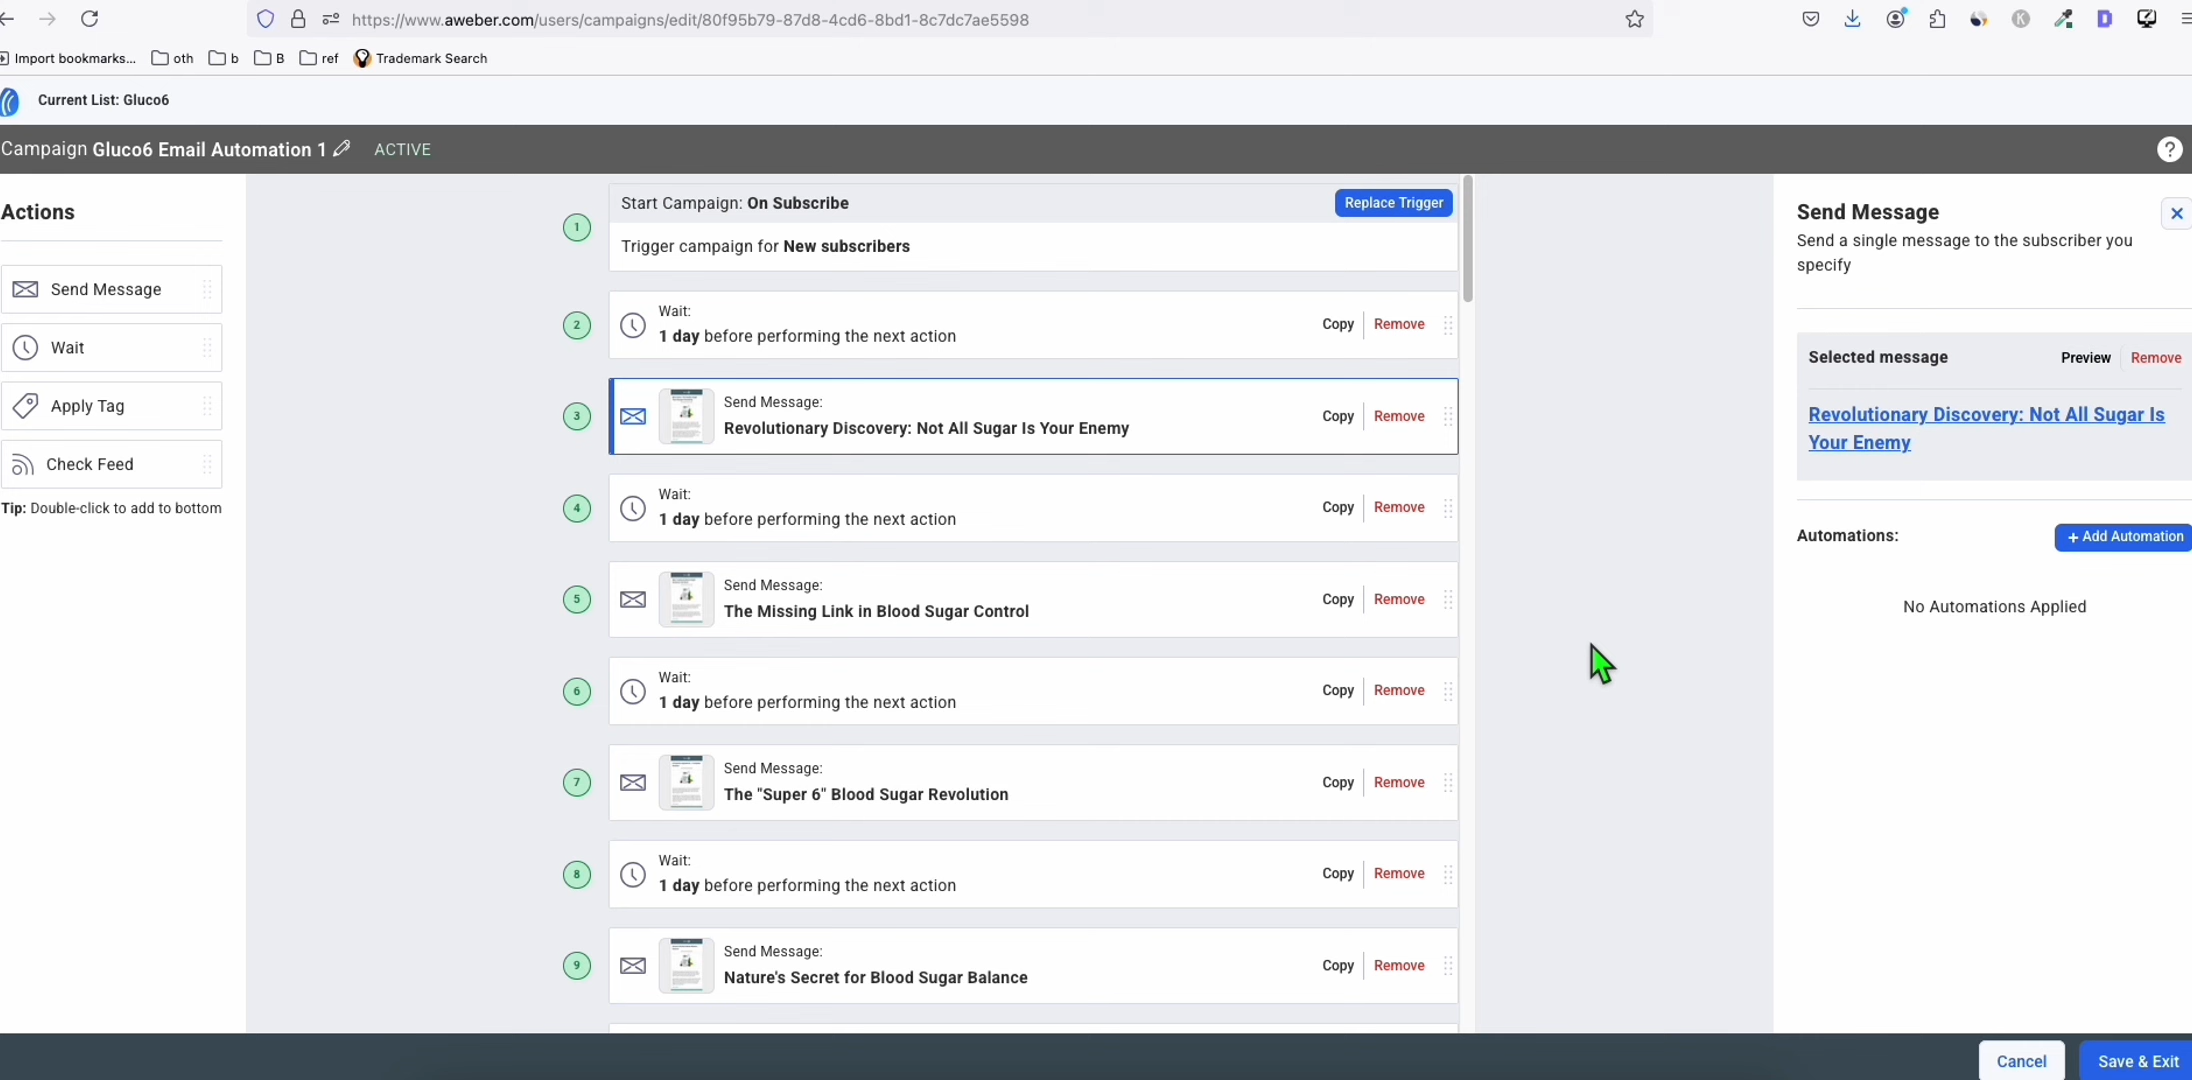 https://www.aweber.com/users/campaigns/edit/80f95b79-87d8-4cd6-8bd1-8c7dc7ae5598
Import bookmarks... oth b B ref Trademark Search
Current List: Gluco6
Campaign Gluco6 Email Automation 1 ACTIVE
?
Actions
Send Message
Wait
Apply Tag
Check Feed
Tip: Double-click to add to bottom
1
Start Campaign: On Subscribe
Replace Trigger
Trigger campaign for New subscribers
2
Wait:
1 day before performing the next action
Copy Remove
3
Send Message:
Revolutionary Discovery: Not All Sugar Is Your Enemy
Copy Remove
4
Wait:
1 day before performing the next action
Copy Remove
5
Send Message:
The Missing Link in Blood Sugar Control
Copy Remove
6
Wait:
1 day before performing the next action
Copy Remove
7
Send Message:
The "Super 6" Blood Sugar Revolution
Copy Remove
8
Wait:
1 day before performing the next action
Copy Remove
9
Send Message:
Nature's Secret for Blood Sugar Balance
Copy Remove
Send Message
Send a single message to the subscriber you
specify
Selected message Preview Remove
Revolutionary Discovery: Not All Sugar Is
Your Enemy
Automations: + Add Automation
No Automations Applied
Cancel Save & Exit